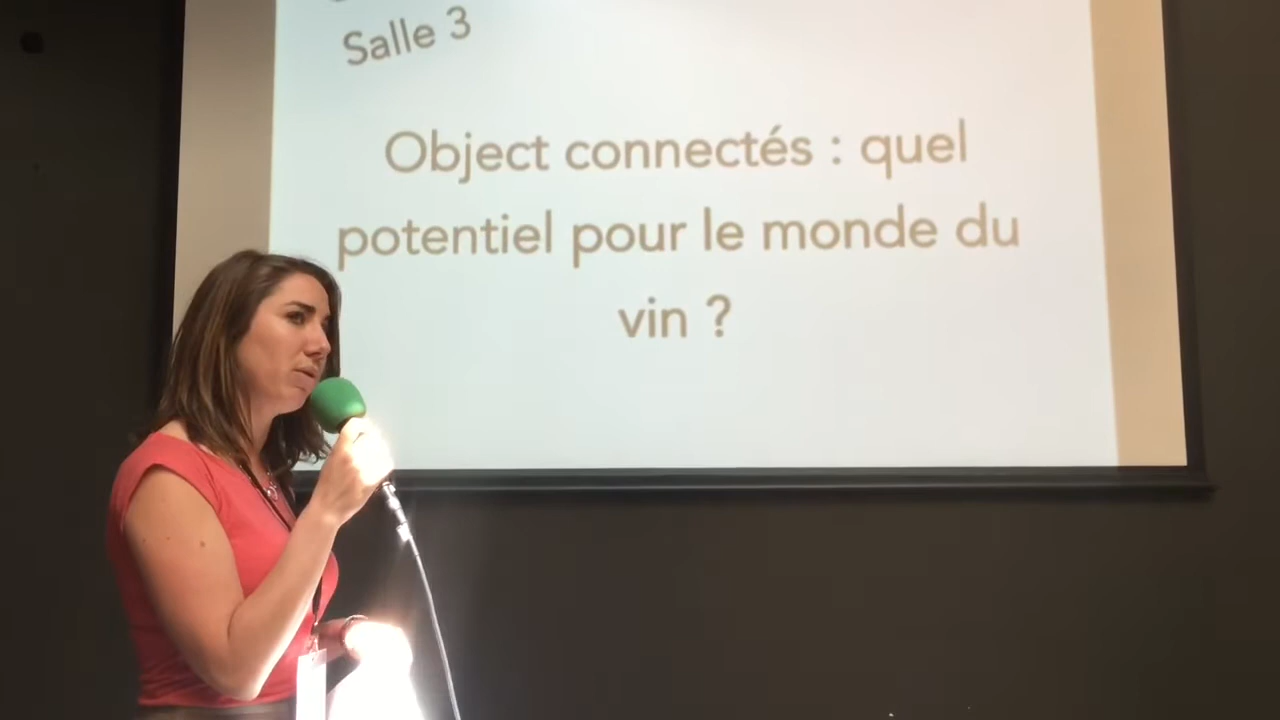 Salle 3
Object connectés : quel
potentiel pour le monde du
vin ?